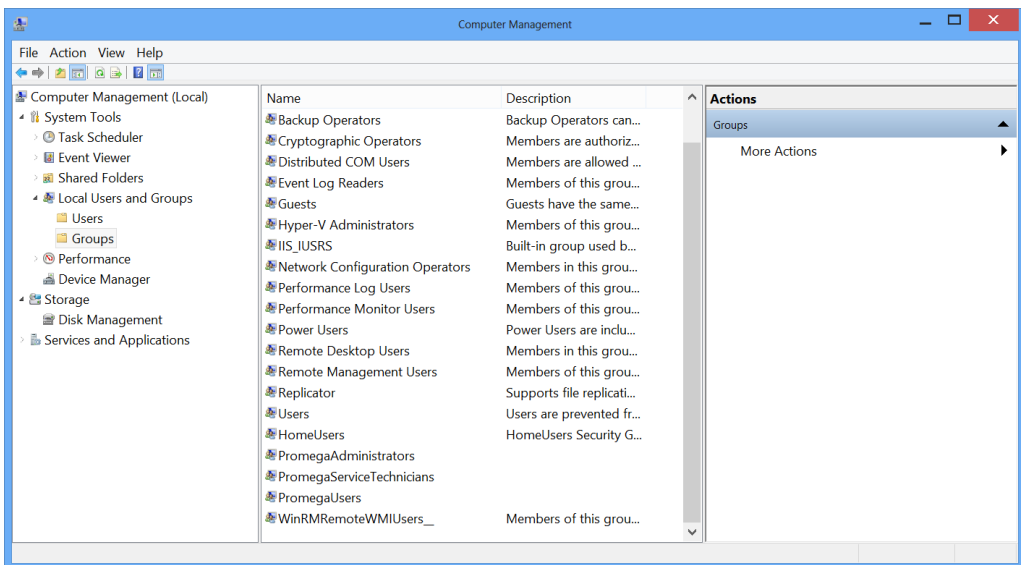 Computer Management
File Action View Help
Computer Management (Local)
System Tools
Task Scheduler
Event Viewer
Shared Folders
Local Users and Groups
Users
Groups
Performance
Device Manager
Storage
Disk Management
Services and Applications
Name Description
Backup Operators Backup Operators can...
Cryptographic Operators Members are authoriz...
Distributed COM Users Members are allowed ...
Event Log Readers Members of this grou...
Guests Guests have the same...
Hyper-V Administrators Members of this grou...
IIS_IUSRS Built-in group used b...
Network Configuration Operators Members in this grou...
Performance Log Users Members of this grou...
Performance Monitor Users Members of this grou...
Power Users Power Users are inclu...
Remote Desktop Users Members in this grou...
Remote Management Users Members of this grou...
Replicator Supports file replicati...
Users Users are prevented fr...
HomeUsers HomeUsers Security G...
PromegaAdministrators
PromegaServiceTechnicians
PromegaUsers
WinRMRemoteWMIUsers__ Members of this grou...
Actions
Groups
More Actions